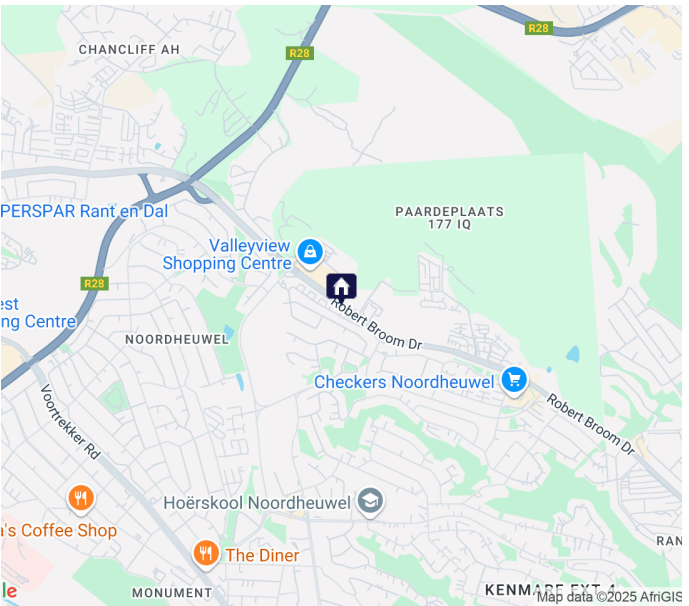 R28
CHANCLIFF AH
R28
PERSPAR Rant en Dal
PAARDEPLAATS
177 IQ
Valleyview
Shopping Centre
R28
est
ng Centre
Robert Broom Dr
NOORDHEUWEL
Checkers Noordheuwel
Voortrekker Rd
Robert Broom Dr
Hoërskool Noordheuwel
a's Coffee Shop
The Diner
RAN
le
MONUMENT
KENMARE EXT 4
Map data ©2025 AfriGIS